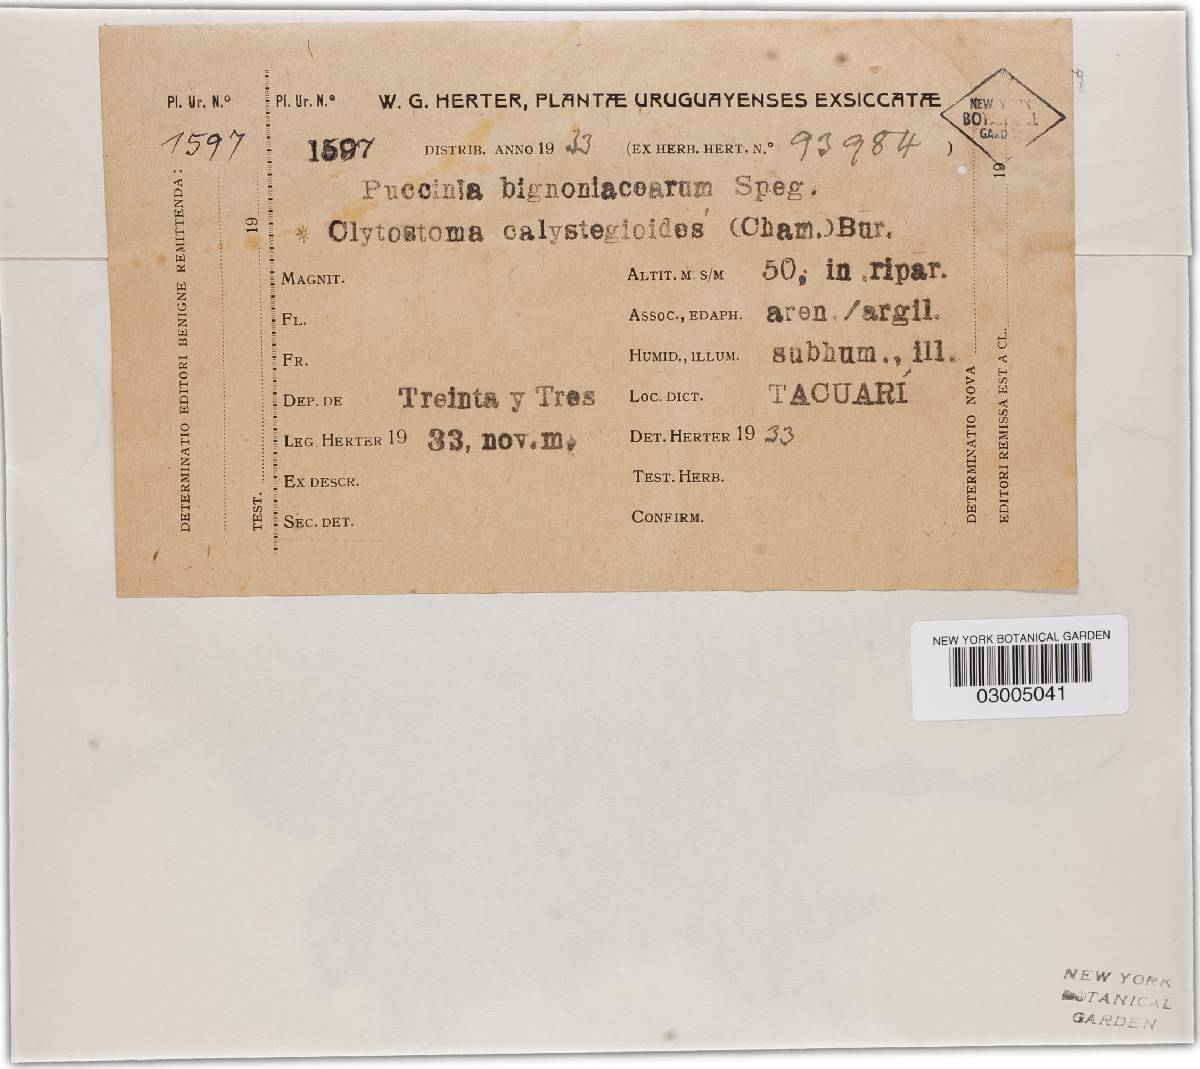 Pl. Ur. N.º
1597
DETERMINATIO EDITORI BENIGNE REMITTENDA:
TEST. 19
Pl. Ur. N.º W. G. HERTER, PLANTÆ URUGUAYENSES EXSICCATÆ
NEW YORK
BOTANICAL
GARDEN
1597 DISTRIB. ANNO 19 33 (EX HERB. HERT. N.º 93984 )
Puccinia bignoniacearum Speg.
* Clytostoma calystegioides (Cham.)Bur.
MAGNIT. ALTIT. M. S/M 50, in ripar.
FL. ASSOC., EDAPH. aren./argil.
FR. HUMID., ILLUM. subhum., ill.
DEP. DE Treinta y Tres LOC. DICT. TACUARÍ
LEG. HERTER 19 33, nov.m. DET. HERTER 19 33
EX DESCR. TEST. HERB.
SEC. DET. CONFIRM.
DETERMINATIO NOVA
EDITORI REMISSA EST A CL. 19
NEW YORK BOTANICAL GARDEN
03005041
NEW YORK
BOTANICAL
GARDEN